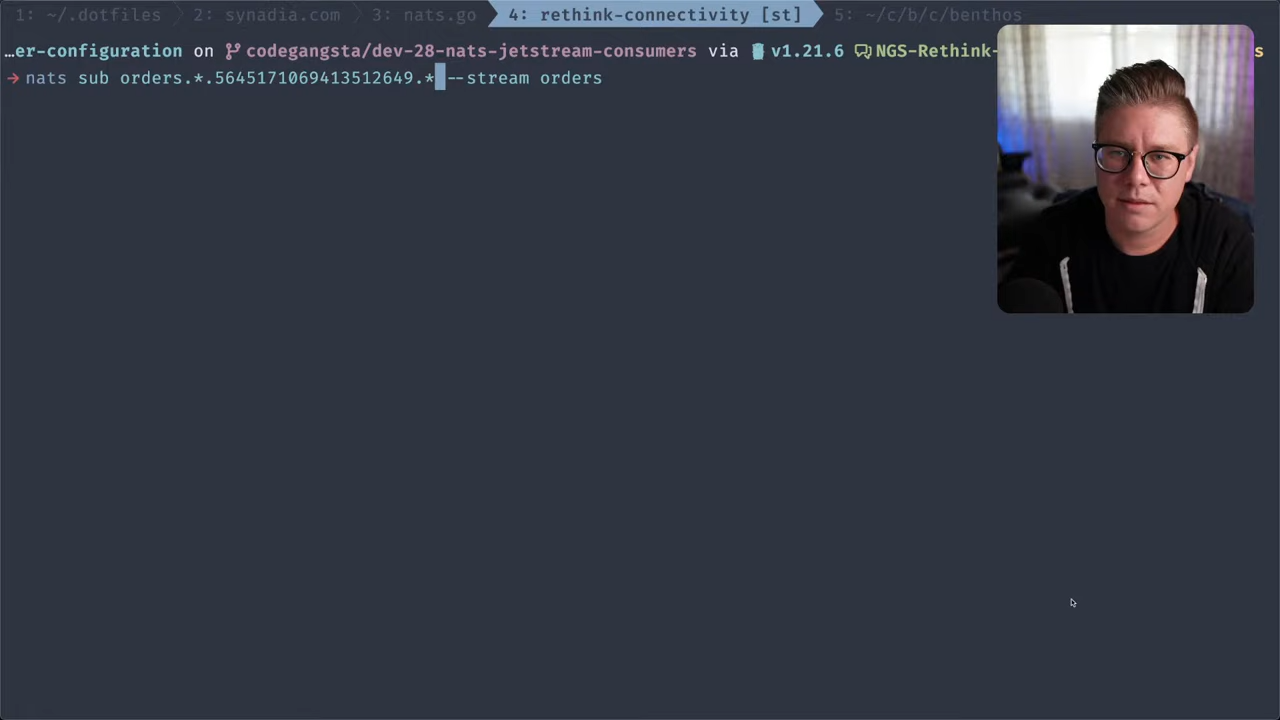 1: ~/.dotfiles 2: synadia.com 3: nats.go 4: rethink-connectivity [st] 5: ~/c/b/c/benthos
…er-configuration on codegangsta/dev-28-nats-jetstream-consumers via v1.21.6 NGS-Rethink- s
→ nats sub orders.*.5645171069413512649.* --stream orders